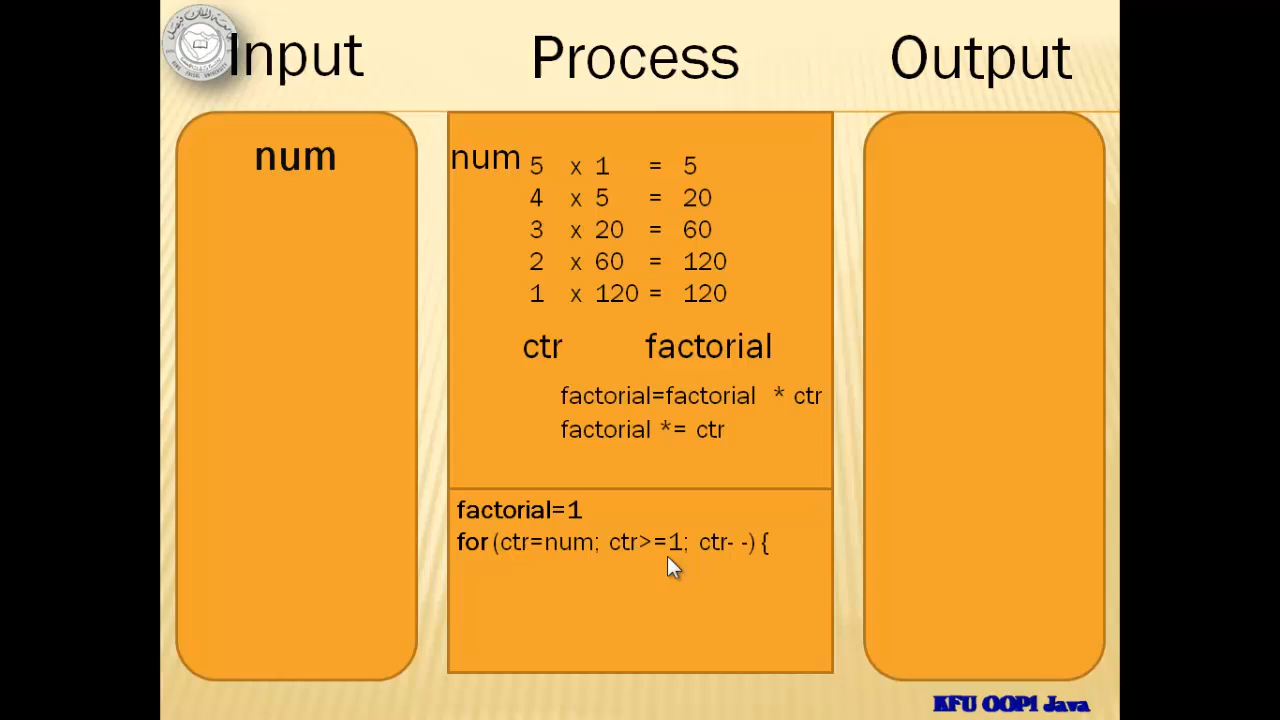 Input
Process
Output
num
num
5 x 1 = 5
4 x 5 = 20
3 x 20 = 60
2 x 60 = 120
1 x 120 = 120
ctr factorial
factorial=factorial * ctr
factorial *= ctr
factorial=1
for (ctr=num; ctr>=1; ctr- -) {
KFU OOP1 Java